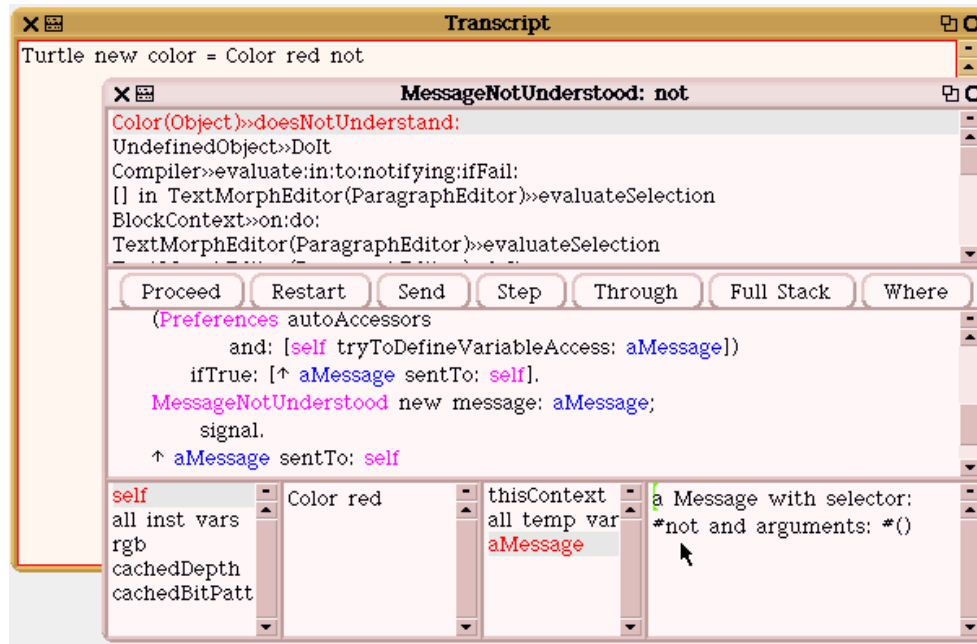 Transcript
Turtle new color = Color red not
MessageNotUnderstood: not
Color(Object)»doesNotUnderstand:
UndefinedObject»DoIt
Compiler»evaluate:in:to:notifying:ifFail:
[] in TextMorphEditor(ParagraphEditor)»evaluateSelection
BlockContext»on:do:
TextMorphEditor(ParagraphEditor)»evaluateSelection
Proceed Restart Send Step Through Full Stack Where
(Preferences autoAccessors
and: [self tryToDefineVariableAccess: aMessage])
ifTrue: [↑ aMessage sentTo: self].
MessageNotUnderstood new message: aMessage;
signal.
↑ aMessage sentTo: self
self
all inst vars
rgb
cachedDepth
cachedBitPatt
Color red
thisContext
all temp var
aMessage
a Message with selector:
#not and arguments: #()